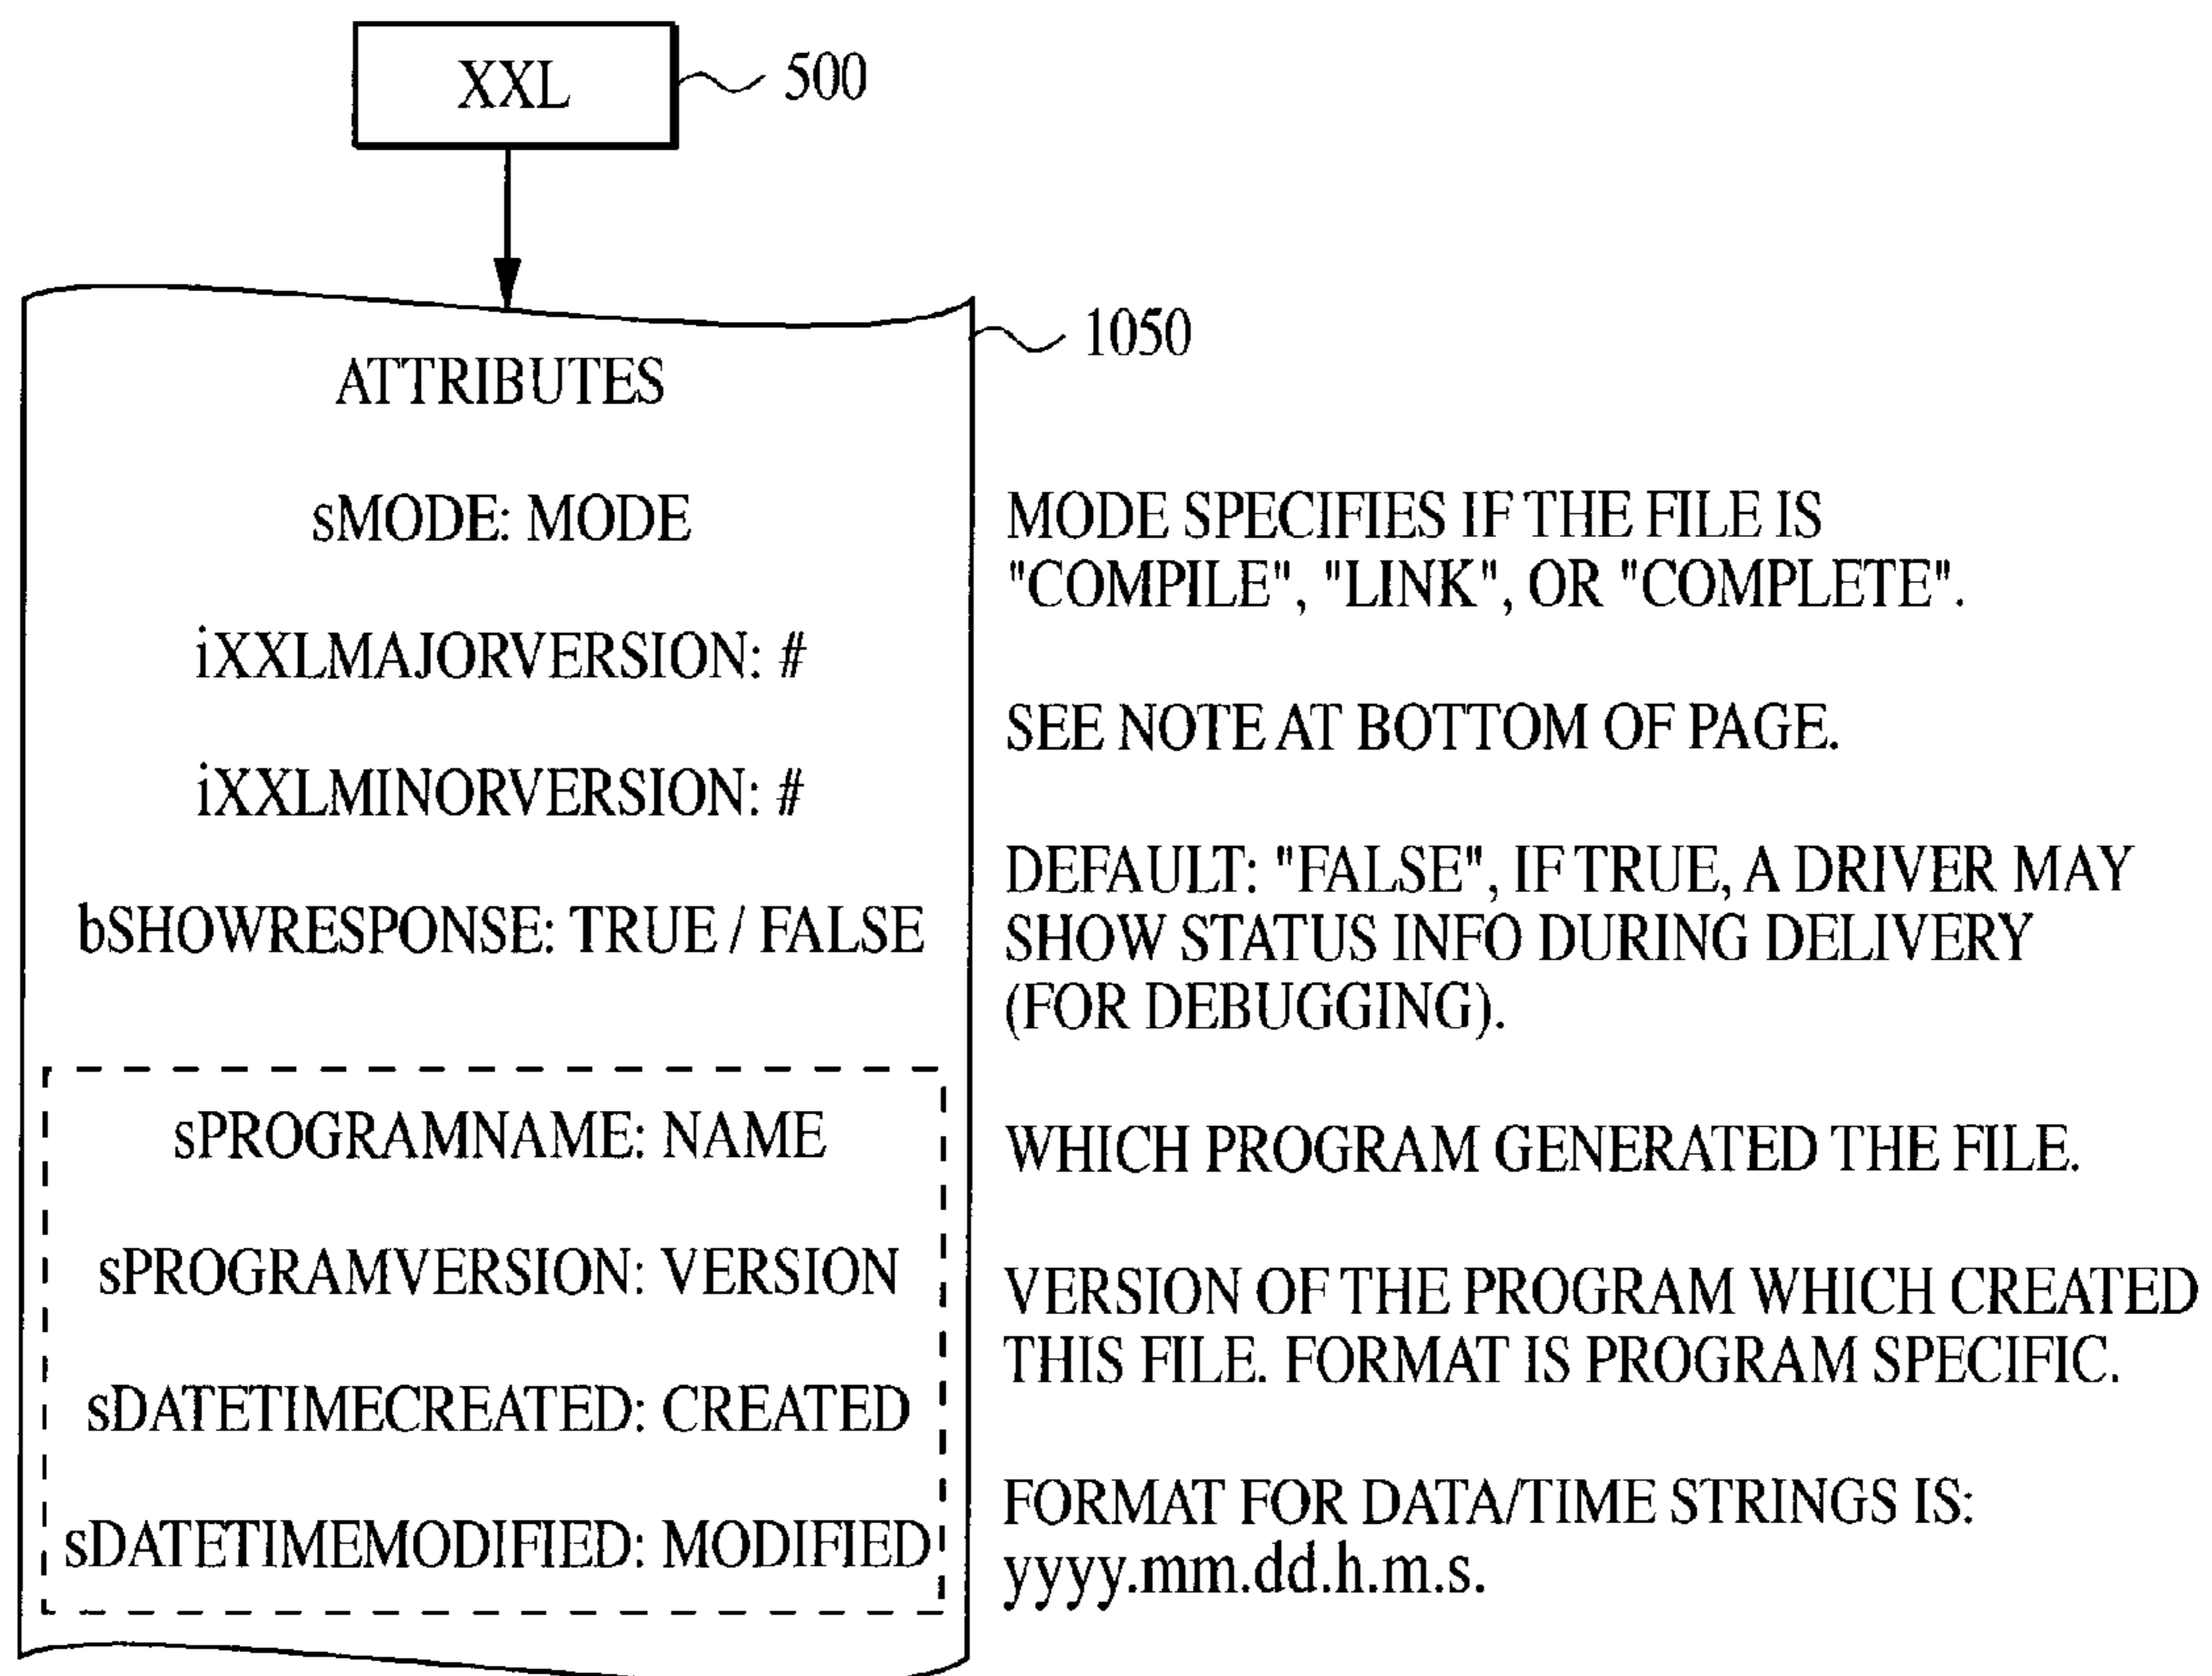 XXL
500
1050
ATTRIBUTES
sMODE: MODE
MODE SPECIFIES IF THE FILE IS
"COMPILE", "LINK", OR "COMPLETE".
iXXLMAJORVERSION: #
SEE NOTE AT BOTTOM OF PAGE.
iXXLMINORVERSION: #
bSHOWRESPONSE: TRUE / FALSE
DEFAULT: "FALSE", IF TRUE, A DRIVER MAY
SHOW STATUS INFO DURING DELIVERY
(FOR DEBUGGING).
sPROGRAMNAME: NAME
WHICH PROGRAM GENERATED THE FILE.
sPROGRAMVERSION: VERSION
VERSION OF THE PROGRAM WHICH CREATED
THIS FILE. FORMAT IS PROGRAM SPECIFIC.
sDATETIMECREATED: CREATED
sDATETIMEMODIFIED: MODIFIED
FORMAT FOR DATA/TIME STRINGS IS:
yyyy.mm.dd.h.m.s.